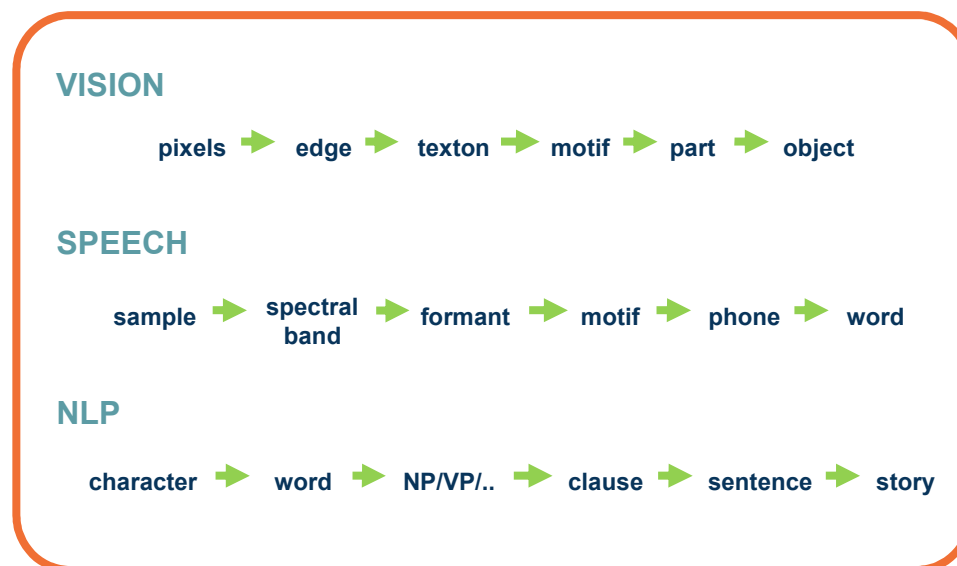 VISION
pixels edge texton motif part object
SPEECH
sample spectral band formant motif phone word
NLP
character word NP/VP/.. clause sentence story